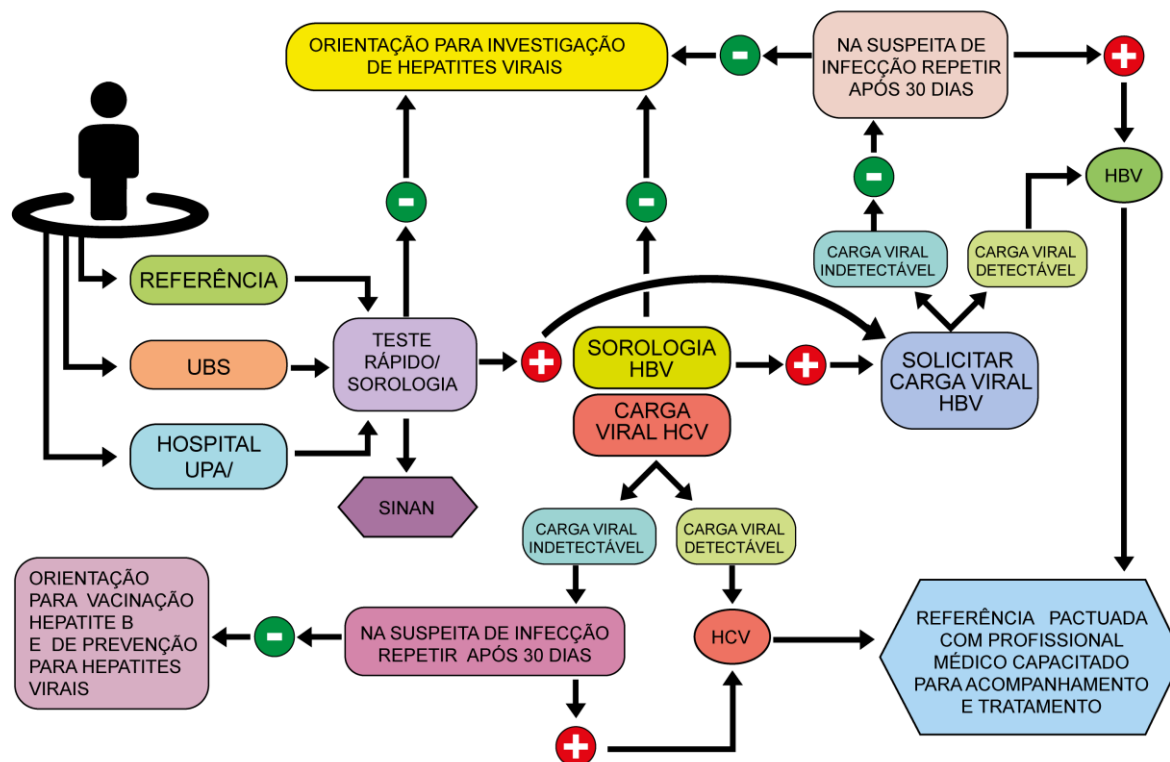 ORIENTAÇÃO PARA INVESTIGAÇÃO
DE HEPATITES VIRAIS
NA SUSPEITA DE
INFECÇÃO REPETIR
APÓS 30 DIAS
HBV
CARGA VIRAL
INDETECTÁVEL
CARGA VIRAL
DETECTÁVEL
REFERÊNCIA
UBS
HOSPITAL
UPA/
TESTE
RÁPIDO/
SOROLOGIA
SINAN
SOROLOGIA
HBV
CARGA
VIRAL HCV
SOLICITAR
CARGA VIRAL
HBV
CARGA VIRAL
INDETECTÁVEL
CARGA VIRAL
DETECTÁVEL
ORIENTAÇÃO
PARA VACINAÇÃO
HEPATITE B
E DE PREVENÇÃO
PARA HEPATITES
VIRAIS
NA SUSPEITA DE INFECÇÃO
REPETIR APÓS 30 DIAS
HCV
REFERÊNCIA PACTUADA
COM PROFISSIONAL
MÉDICO CAPACITADO
PARA ACOMPANHAMENTO
E TRATAMENTO